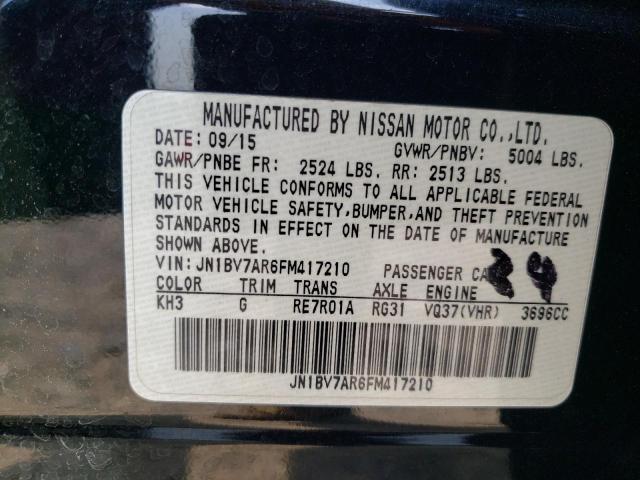 MANUFACTURED BY NISSAN MOTOR CO.,LTD.
DATE: 09/15 GVWR/PNBV: 5004 LBS.
GAWR/PNBE FR: 2524 LBS. RR: 2513 LBS.
THIS VEHICLE CONFORMS TO ALL APPLICABLE FEDERAL
MOTOR VEHICLE SAFETY,BUMPER,AND THEFT PREVENTION
STANDARDS IN EFFECT ON THE DATE OF MANUFACTURE
SHOWN ABOVE.
VIN: JN1BV7AR6FM417210 PASSENGER CA 24
COLOR TRIM TRANS AXLE ENGINE
KH3 G RE7R01A RG31 VQ37(VHR) 3696CC
JN1BV7AR6FM417210